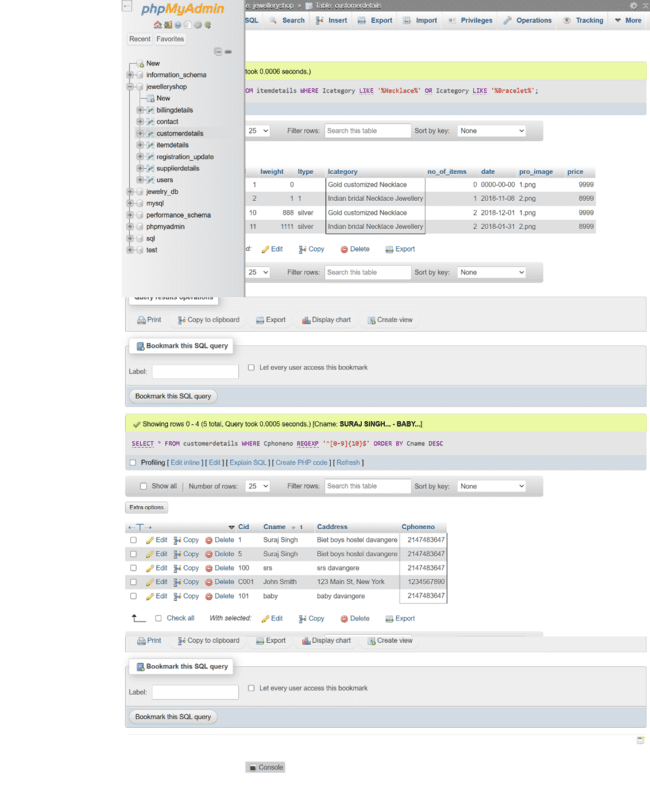 phpMyAdmin
Recent Favorites
New
information_schema
jewelleryshop
New
billingdetails
contact
customerdetails
itemdetails
registration_update
supplierdetails
users
jewelry_db
mysql
performance_schema
phpmyadmin
sql
test
e: jewelleryshop » Table: customerdetails
SQL Search Insert Export Import Privileges Operations Tracking More
took 0.0006 seconds.)
OM itemdetails WHERE Icategory LIKE '%Necklace%' OR Icategory LIKE '%Bracelet%';
25 Filter rows: Search this table Sort by key: None
Iweight Itype Icategory no_of_items date pro_image price
1 0 Gold customized Necklace 0 0000-00-00 1.png 9999
2 1 1 Indian bridal Necklace Jewellery 1 2018-11-08 2.png 8999
10 888 silver Gold customized Necklace 2 2018-12-01 1.png 9999
11 1111 silver Indian bridal Necklace Jewellery 2 2018-01-31 2.png 8999
d: Edit Copy Delete Export
25 Filter rows: Search this table Sort by key: None
Query results operations
Print Copy to clipboard Export Display chart Create view
Bookmark this SQL query
Label: Let every user access this bookmark
Bookmark this SQL query
Showing rows 0 - 4 (5 total, Query took 0.0005 seconds.) [Cname: SURAJ SINGH... - BABY...]
SELECT * FROM customerdetails WHERE Cphoneno REGEXP '^[0-9]{10}$' ORDER BY Cname DESC
Profiling [ Edit inline ] [ Edit ] [ Explain SQL ] [ Create PHP code ] [ Refresh ]
Show all | Number of rows: 25 Filter rows: Search this table Sort by key: None
Extra options
←T→ Cid Cname 1 Caddress Cphoneno
Edit Copy Delete 1 Suraj Singh Biet boys hostel davangere 2147483647
Edit Copy Delete 5 Suraj Singh Biet boys hostel davangere 2147483647
Edit Copy Delete 100 srs srs davangere 2147483647
Edit Copy Delete C001 John Smith 123 Main St, New York 1234567890
Edit Copy Delete 101 baby baby davangere 2147483647
Check all With selected: Edit Copy Delete Export
Print Copy to clipboard Export Display chart Create view
Bookmark this SQL query
Label: Let every user access this bookmark
Bookmark this SQL query
Console